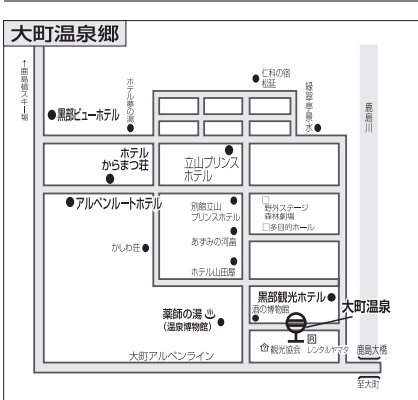 大町温泉郷
↑鹿島槍スキー場
黒部ビューホテル
ホテル夢の湯
仁科の宿
松延
緑翠亭景水
鹿島川
ホテル
からまつ荘
立山プリンス
ホテル
アルペンルートホテル
別館立山
プリンスホテル
野外ステージ
森林劇場
多目的ホール
あずみの河畠
かしわ荘
ホテル山田屋
黒部観光ホテル
酒の博物館
大町温泉
薬師の湯♨
(温泉博物館)
観光協会
R
レンタルヤマタ
鹿島大橋
大町アルペンライン
至大町